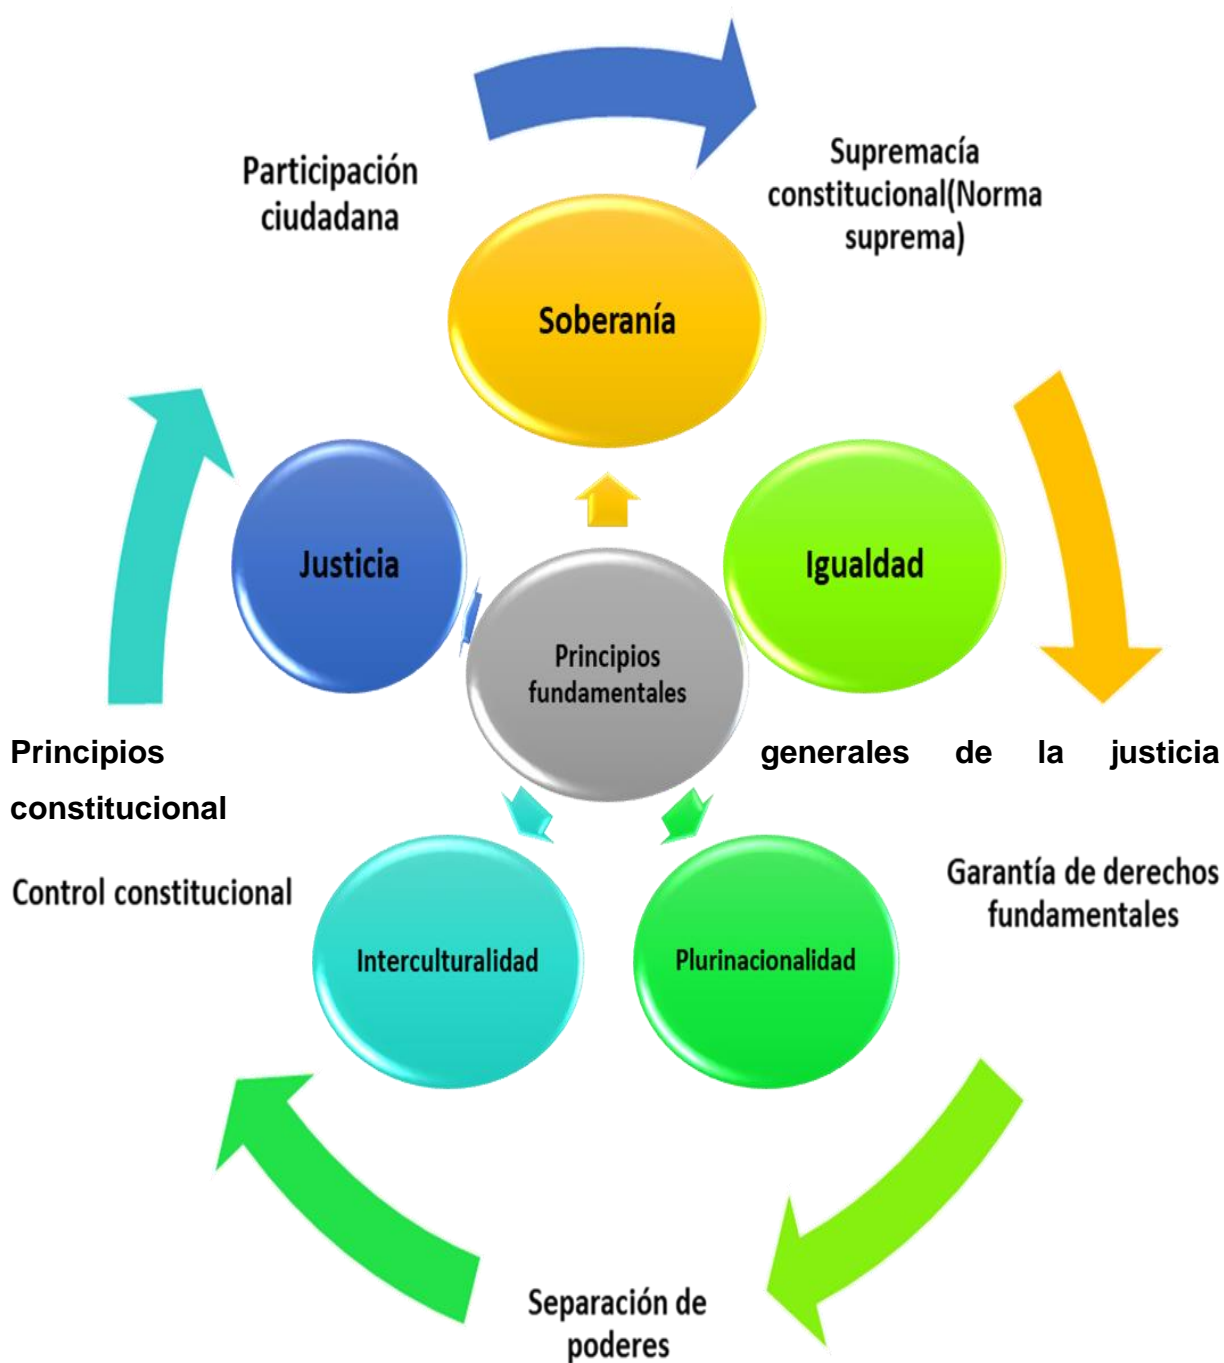 Participación
ciudadana
Supremacía
constitucional(Norma
suprema)
Soberanía
Justicia
Igualdad
Principios
fundamentales
Principios generales de la justicia
constitucional
Control constitucional
Garantía de derechos
fundamentales
Interculturalidad
Plurinacionalidad
Separación de
poderes